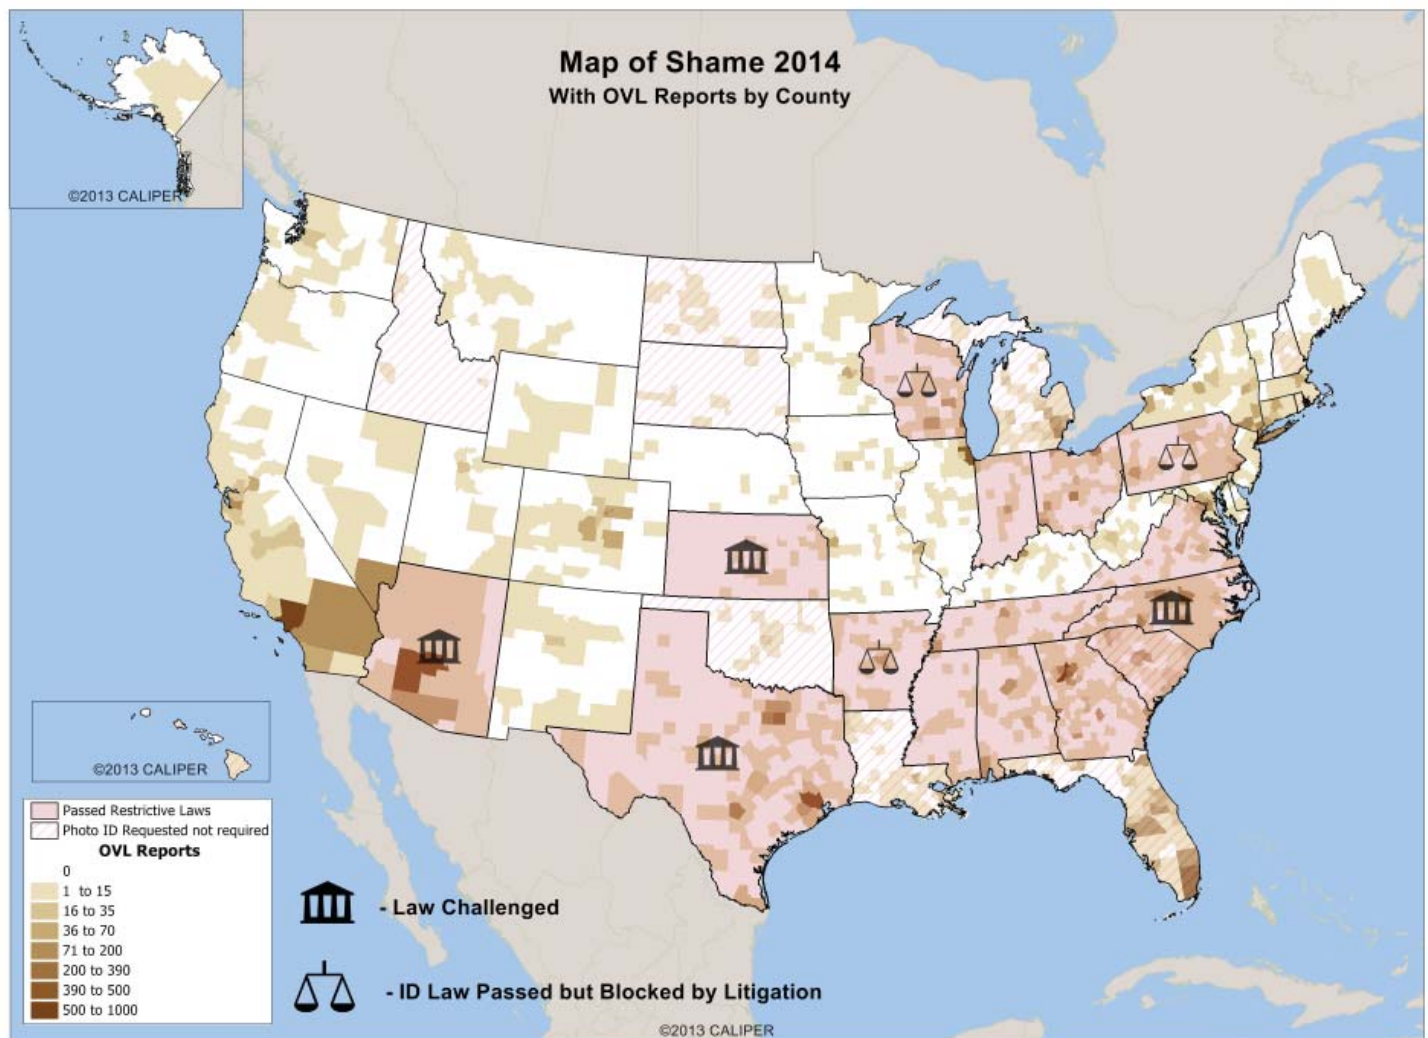 Map of Shame 2014
With OVL Reports by County
©2013 CALIPER
©2013 CALIPER
Passed Restrictive Laws
Photo ID Requested not required
OVL Reports
0
1 to 15
16 to 35
36 to 70
71 to 200
200 to 390
390 to 500
500 to 1000
- Law Challenged
- ID Law Passed but Blocked by Litigation
©2013 CALIPER